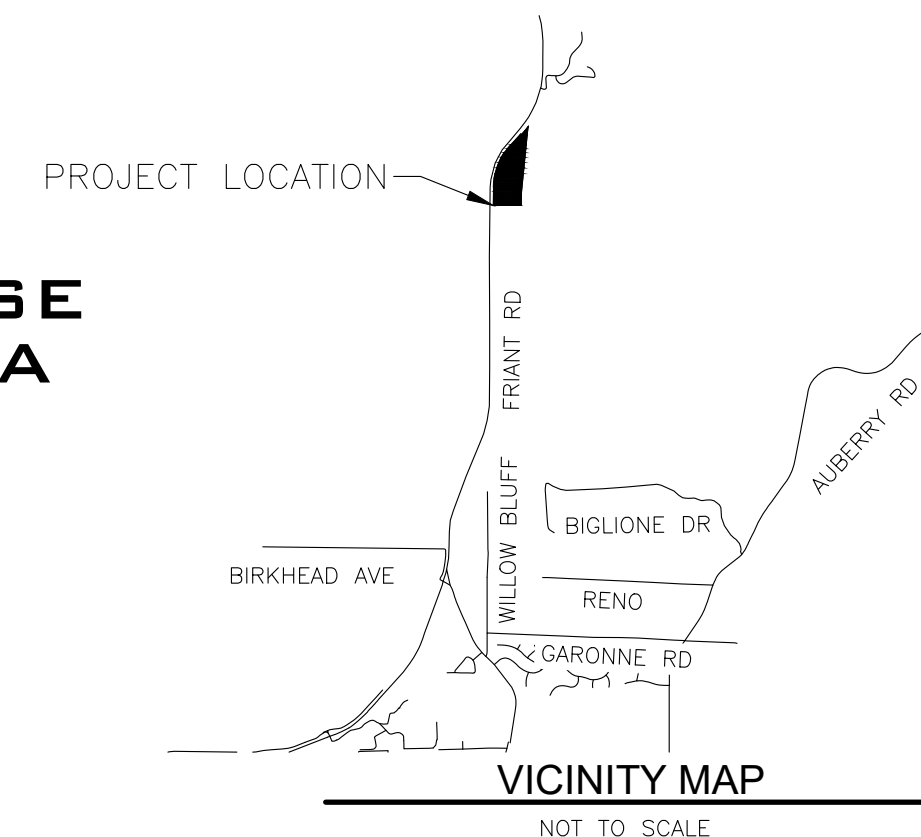 PROJECT LOCATION
SE
A
FRIANT RD
AUBERRY RD
WILLOW BLUFF
BIGLIONE DR
BIRKHEAD AVE
RENO
GARONNE RD
VICINITY MAP
NOT TO SCALE